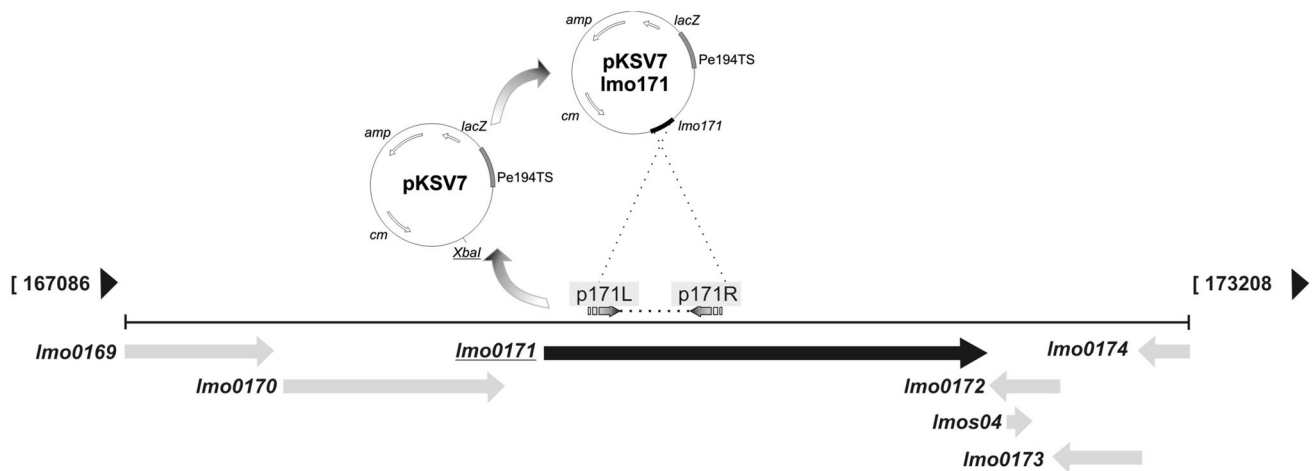 amp
lacZ
pKSV7
lmo171
Pe194TS
cm
lmo171
amp
lacZ
pKSV7
Pe194TS
cm
XbaI
[ 167086
p171L
p171R
[ 173208
lmo0169
lmo0171
lmo0174
lmo0170
lmo0172
lmos04
lmo0173